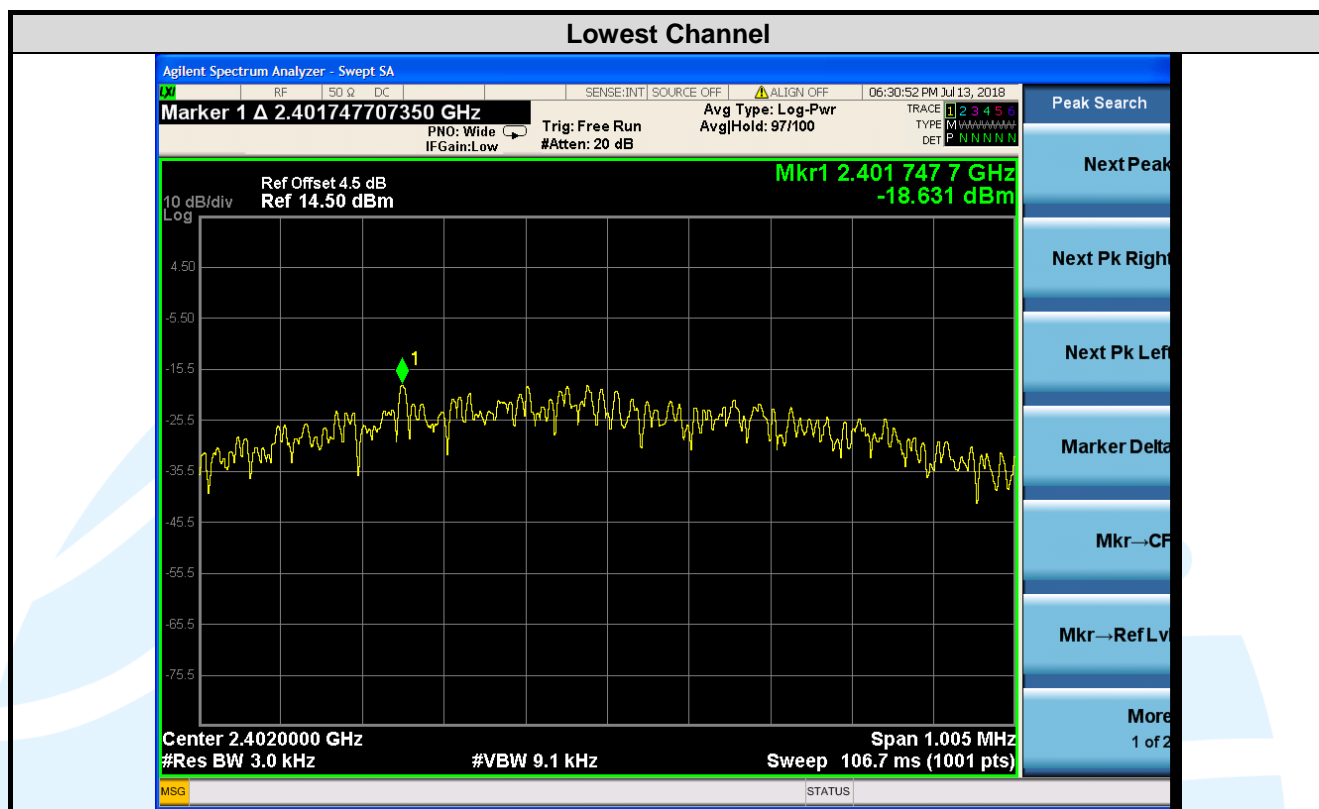 Lowest Channel
Agilent Spectrum Analyzer - Swept SA
LXI RF 50 Ω DC SENSE:INT SOURCE OFF ALIGN OFF 06:30:52 PM Jul 13, 2018
Marker 1 Δ 2.401747707350 GHz
PNO: Wide
IFGain:Low
Trig: Free Run
#Atten: 20 dB
Avg Type: Log-Pwr
Avg|Hold: 97/100
TRACE 1 2 3 4 5 6
TYPE M
DET P N N N N N
Peak Search
Mkr1 2.401 747 7 GHz
-18.631 dBm
Ref Offset 4.5 dB
10 dB/div Ref 14.50 dBm
Log
4.50
-5.50
-15.5
-25.5
-35.5
-45.5
-55.5
-65.5
-75.5
1
Center 2.4020000 GHz Span 1.005 MHz
#Res BW 3.0 kHz #VBW 9.1 kHz Sweep 106.7 ms (1001 pts)
MSG STATUS
Next Peak
Next Pk Right
Next Pk Left
Marker Delta
Mkr→CF
Mkr→Ref Lvl
More
1 of 2